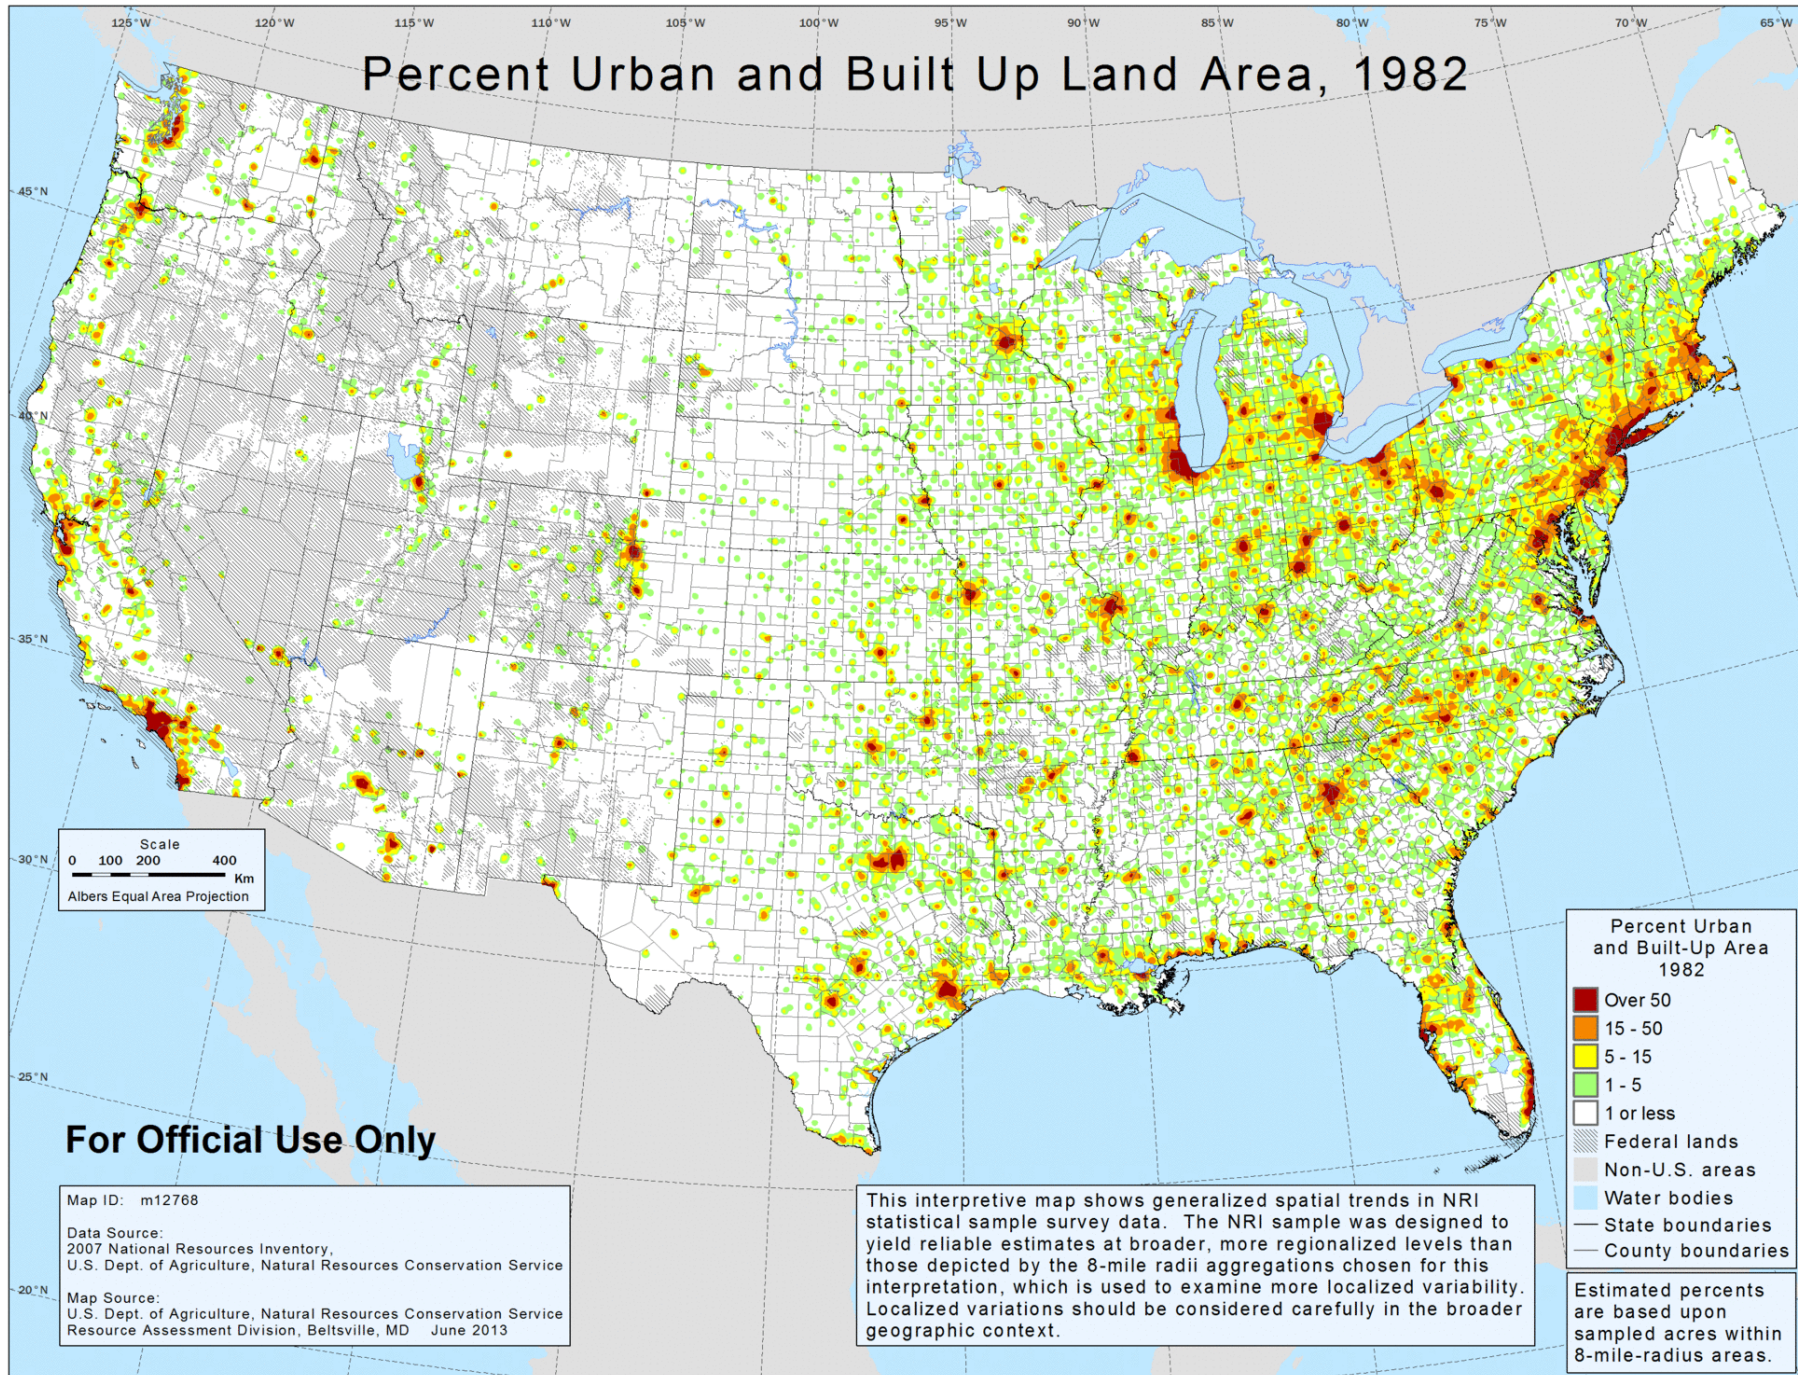 125°W 120°W 115°W 110°W 105°W 100°W 95°W 90°W 85°W 80°W 75°W 70°W 65°W
Percent Urban and Built Up Land Area, 1982
45°N
40°N
35°N
30°N
25°N
20°N
Scale
0 100 200 400
Km
Albers Equal Area Projection
For Official Use Only
Map ID: m12768
Data Source:
2007 National Resources Inventory,
U.S. Dept. of Agriculture, Natural Resources Conservation Service
Map Source:
U.S. Dept. of Agriculture, Natural Resources Conservation Service
Resource Assessment Division, Beltsville, MD June 2013
This interpretive map shows generalized spatial trends in NRI
statistical sample survey data. The NRI sample was designed to
yield reliable estimates at broader, more regionalized levels than
those depicted by the 8-mile radii aggregations chosen for this
interpretation, which is used to examine more localized variability.
Localized variations should be considered carefully in the broader
geographic context.
Percent Urban
and Built-Up Area
1982
Over 50
15 - 50
5 - 15
1 - 5
1 or less
Federal lands
Non-U.S. areas
Water bodies
State boundaries
County boundaries
Estimated percents
are based upon
sampled acres within
8-mile-radius areas.